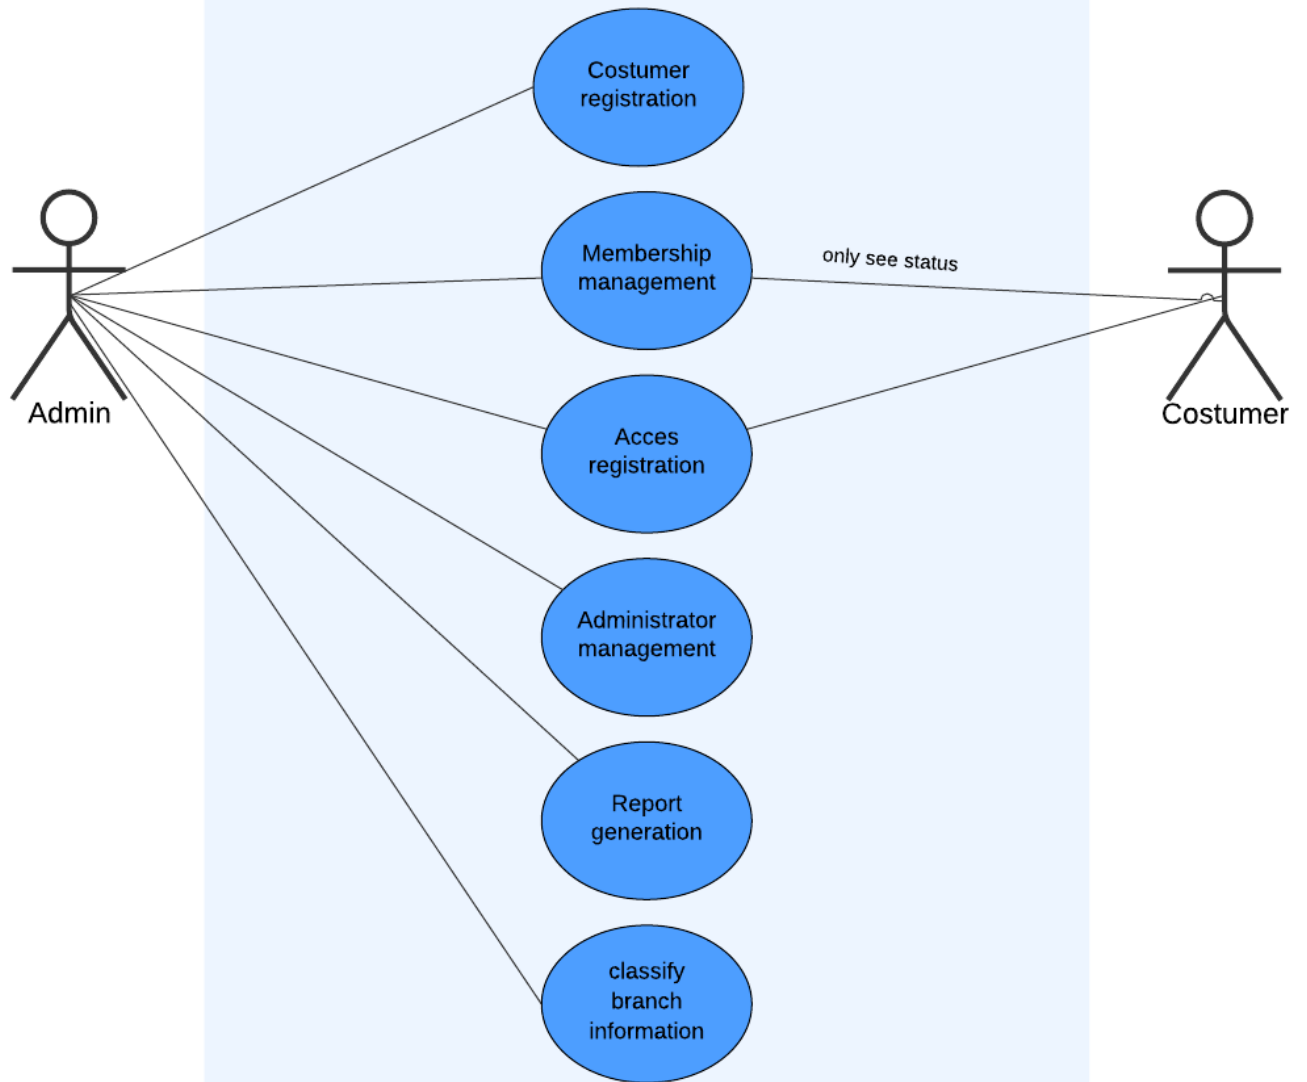 Costumer
registration
Membership
management
only see status
Admin
Costumer
Acces
registration
Administrator
management
Report
generation
classify
branch
information